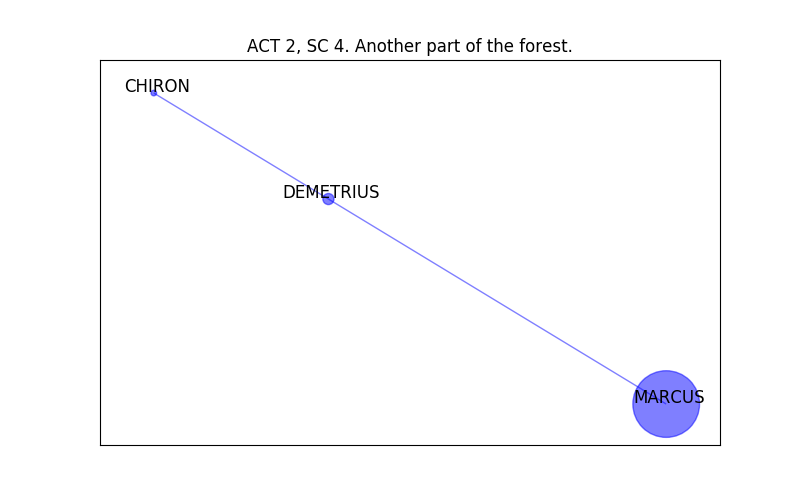 ACT 2, SC 4. Another part of the forest.
CHIRON
DEMETRIUS
MARCUS